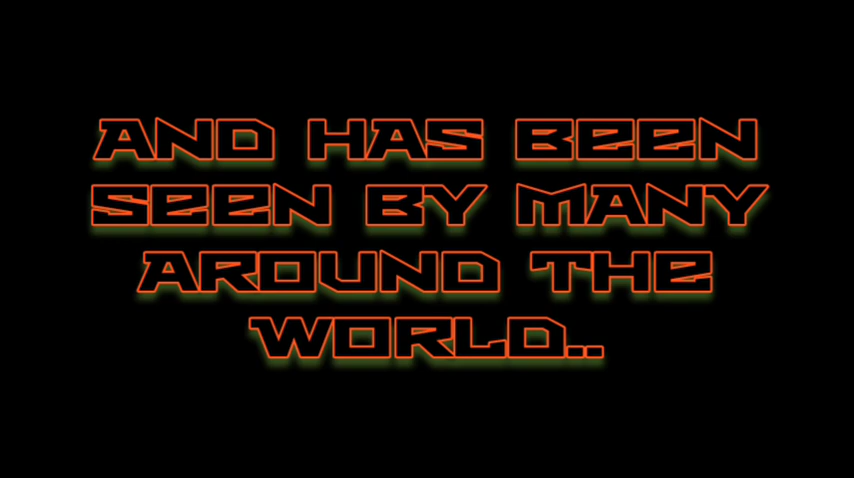 AND HAS BEEN
SEEN BY MANY
AROUND THE
WORLD..